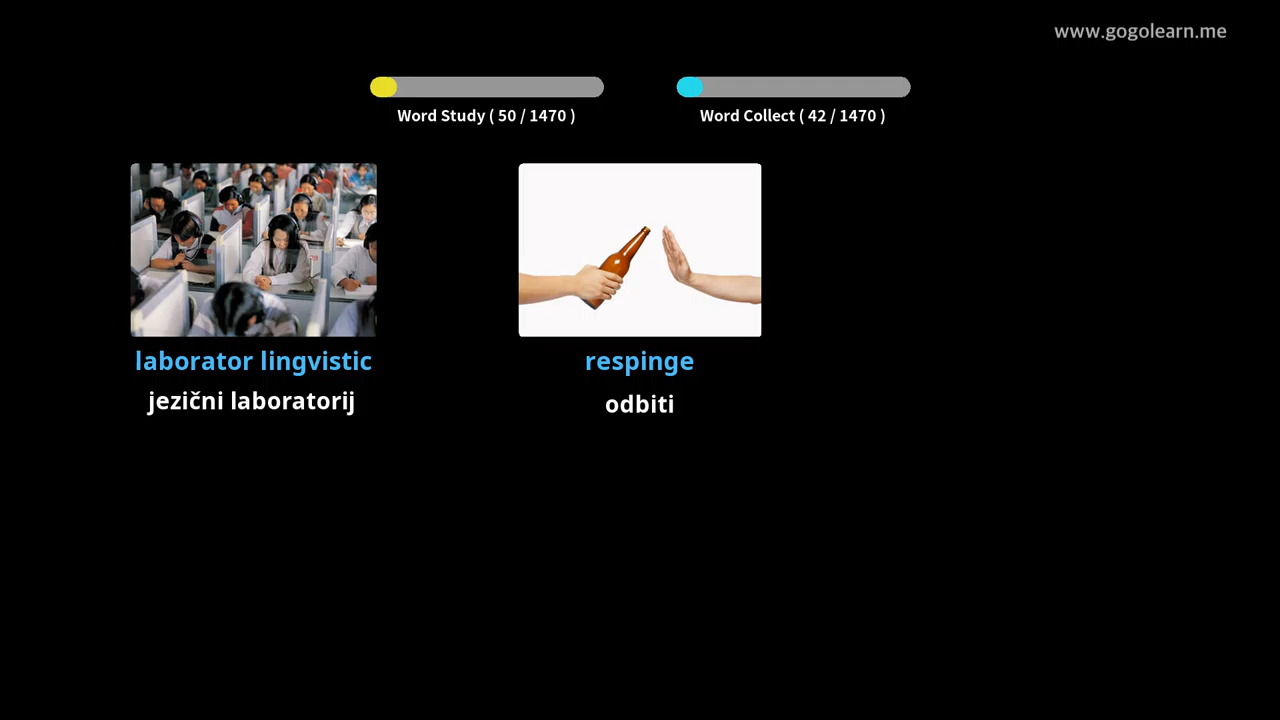 www.gogolearn.me
Word Study ( 50 / 1470 )
Word Collect ( 42 / 1470 )
laborator lingvistic
jezični laboratorij
respinge
odbiti